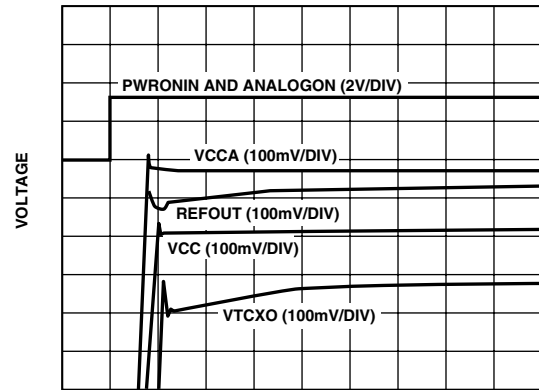 PWRONIN AND ANALOGON (2V/DIV)
VCCA (100mV/DIV)
VOLTAGE
REFOUT (100mV/DIV)
VCC (100mV/DIV)
VTCXO (100mV/DIV)